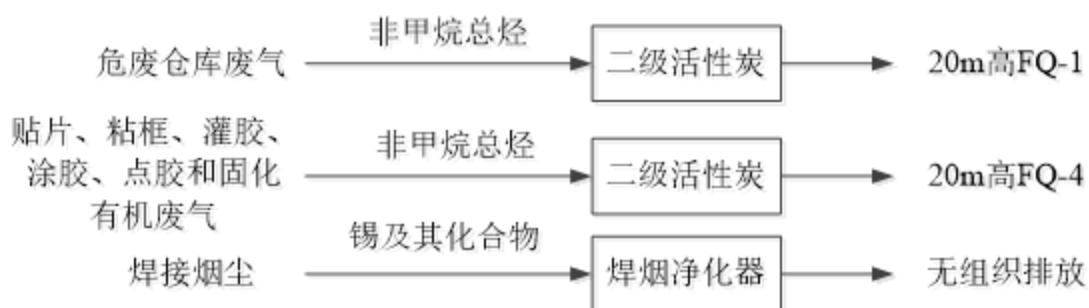 非甲烷总烃
危废仓库废气
二级活性炭
20m高FQ-1
贴片、粘框、灌胶、
涂胶、点胶和固化
有机废气
非甲烷总烃
二级活性炭
20m高FQ-4
锡及其化合物
焊接烟尘
焊烟净化器
无组织排放